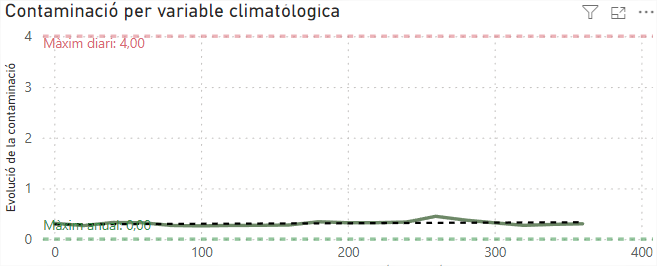 Contaminació per variable climatològica
Evolució de la contaminació
4
Màxim diari: 4,00
3
2
1
Màxim anual: 0,00
0
0 100 200 300 400